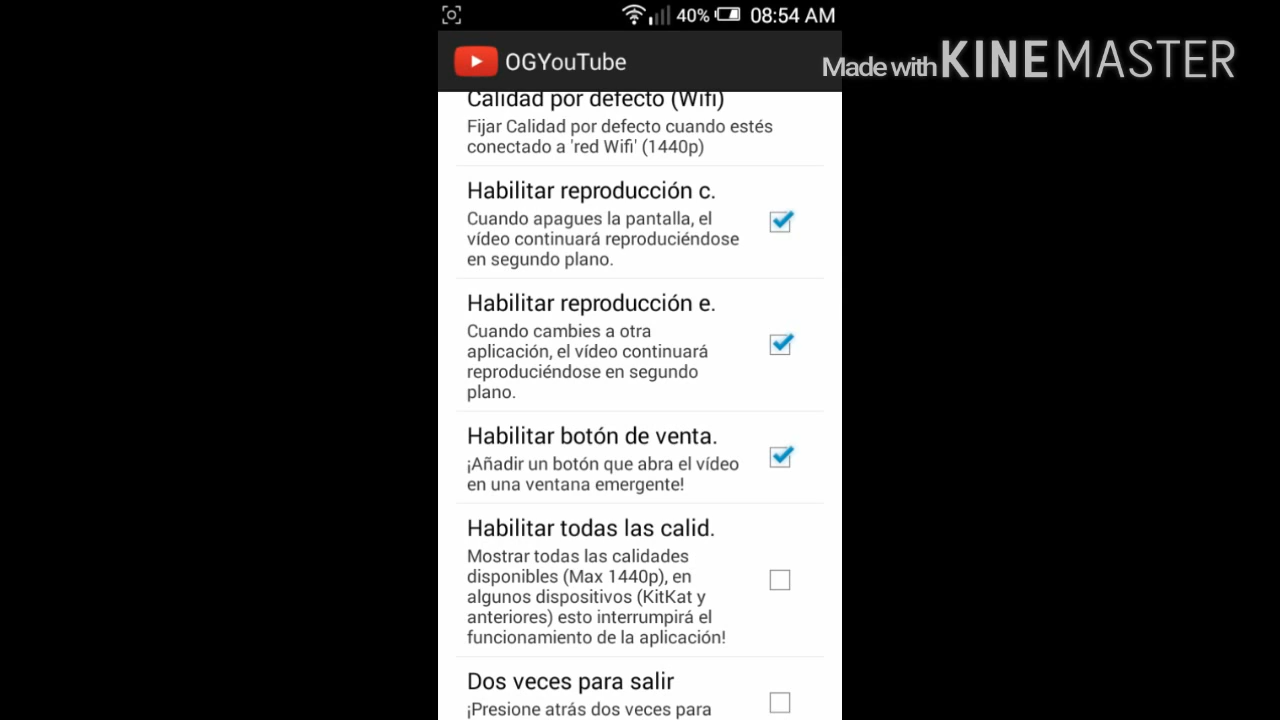 40% 08:54 AM
OGYouTube
Made with KINEMASTER
Calidad por defecto (Wifi)
Fijar Calidad por defecto cuando estés
conectado a 'red Wifi' (1440p)
Habilitar reproducción c.
Cuando apagues la pantalla, el
vídeo continuará reproduciéndose
en segundo plano.
Habilitar reproducción e.
Cuando cambies a otra
aplicación, el vídeo continuará
reproduciéndose en segundo
plano.
Habilitar botón de venta.
¡Añadir un botón que abra el vídeo
en una ventana emergente!
Habilitar todas las calid.
Mostrar todas las calidades
disponibles (Max 1440p), en
algunos dispositivos (KitKat y
anteriores) esto interrumpirá el
funcionamiento de la aplicación!
Dos veces para salir
¡Presione atrás dos veces para